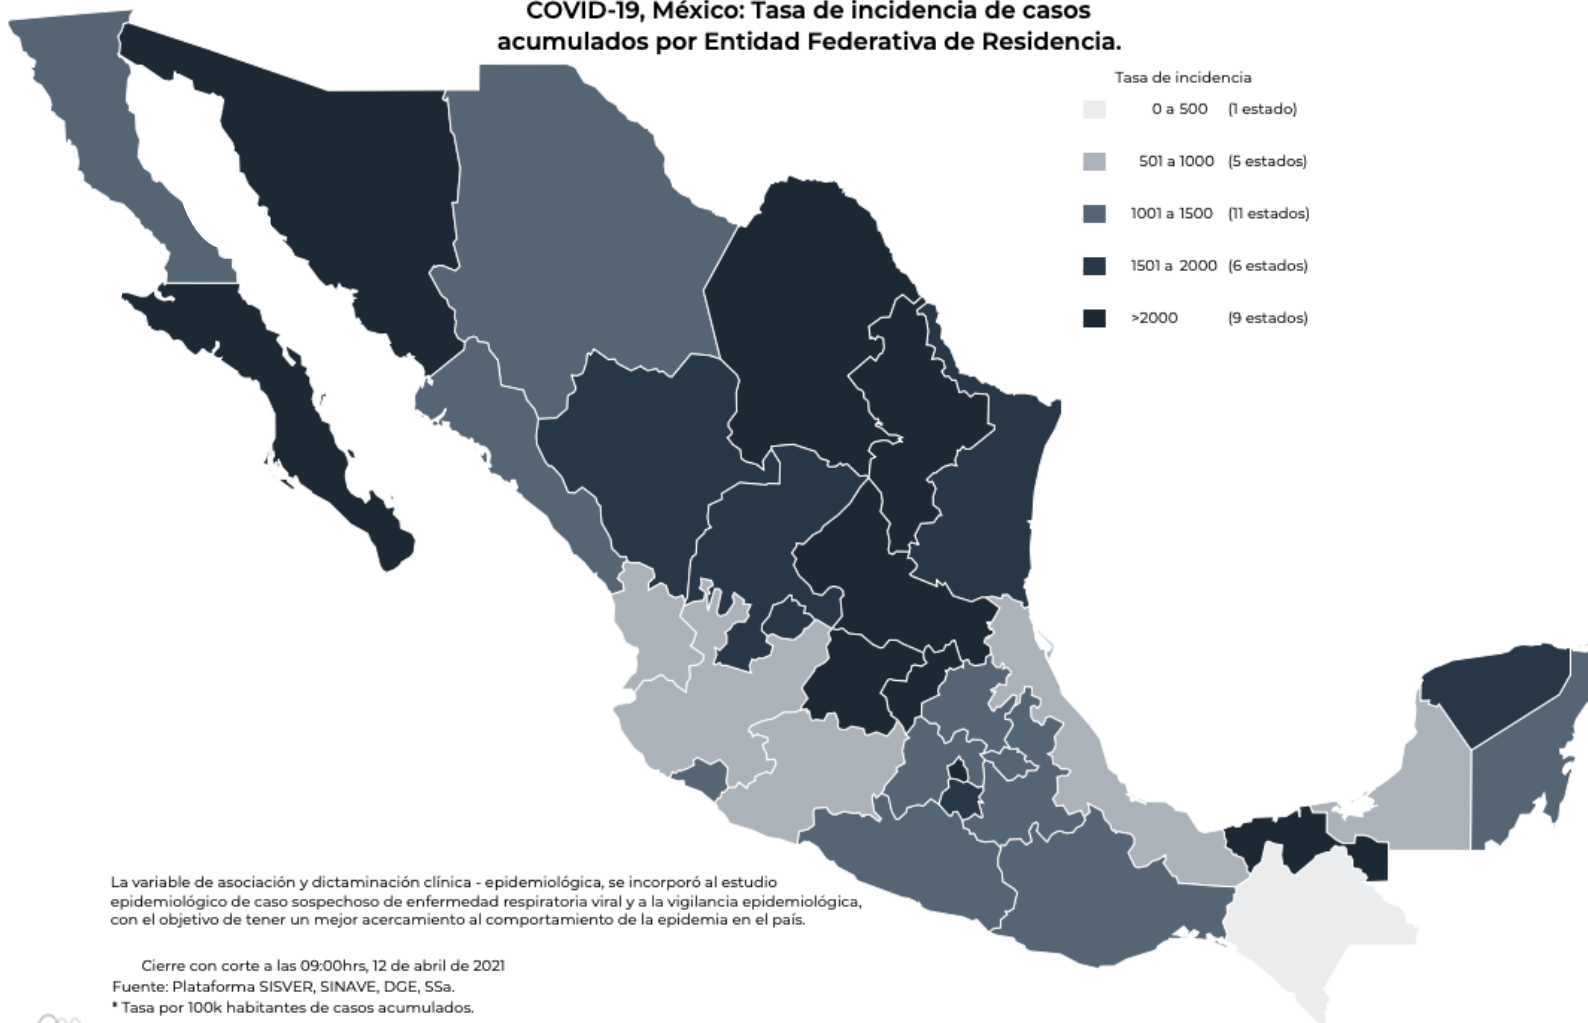 COVID-19, México: Tasa de incidencia de casos
acumulados por Entidad Federativa de Residencia.
Tasa de incidencia
0 a 500 (1 estado)
501 a 1000 (5 estados)
1001 a 1500 (11 estados)
1501 a 2000 (6 estados)
>2000 (9 estados)
La variable de asociación y dictaminación clínica - epidemiológica, se incorporó al estudio
epidemiológico de caso sospechoso de enfermedad respiratoria viral y a la vigilancia epidemiológica,
con el objetivo de tener un mejor acercamiento al comportamiento de la epidemia en el país.
Cierre con corte a las 09:00hrs, 12 de abril de 2021
Fuente: Plataforma SISVER, SINAVE, DGE, SSa.
* Tasa por 100k habitantes de casos acumulados.